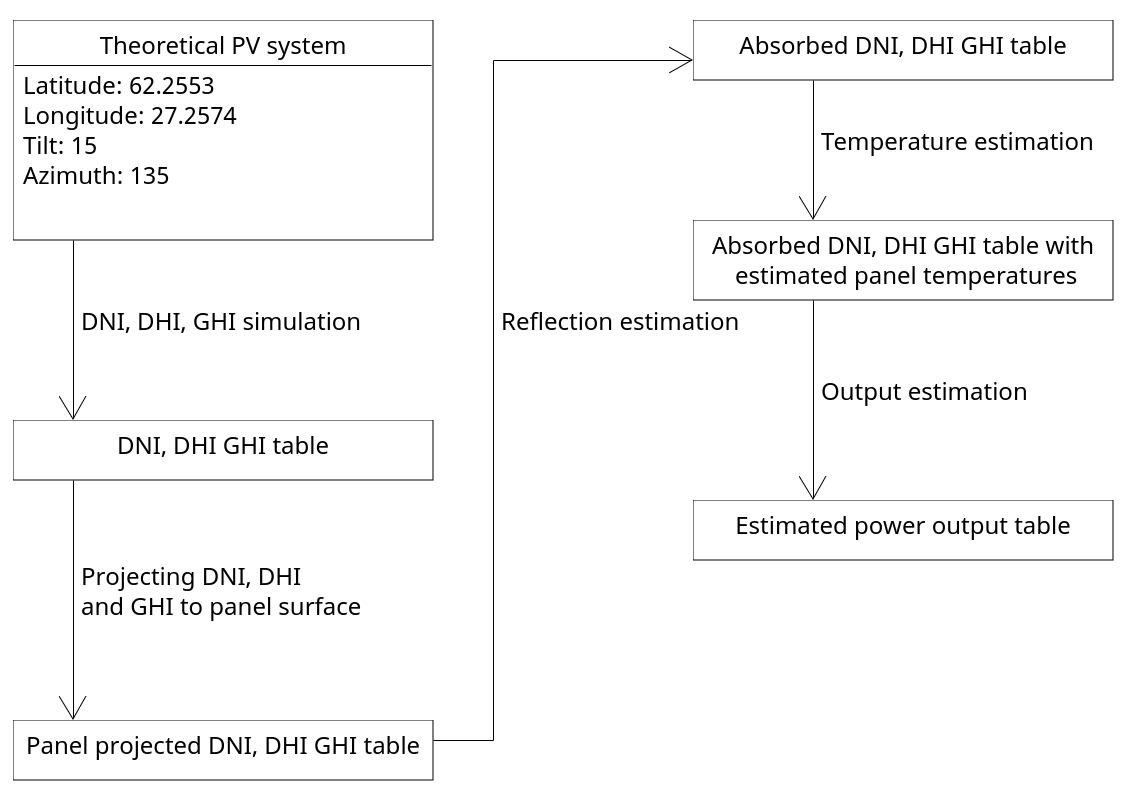 Theoretical PV system
Latitude: 62.2553
Longitude: 27.2574
Tilt: 15
Azimuth: 135
DNI, DHI, GHI simulation
DNI, DHI GHI table
Projecting DNI, DHI
and GHI to panel surface
Panel projected DNI, DHI GHI table
Reflection estimation
Absorbed DNI, DHI GHI table
Temperature estimation
Absorbed DNI, DHI GHI table with
estimated panel temperatures
Output estimation
Estimated power output table